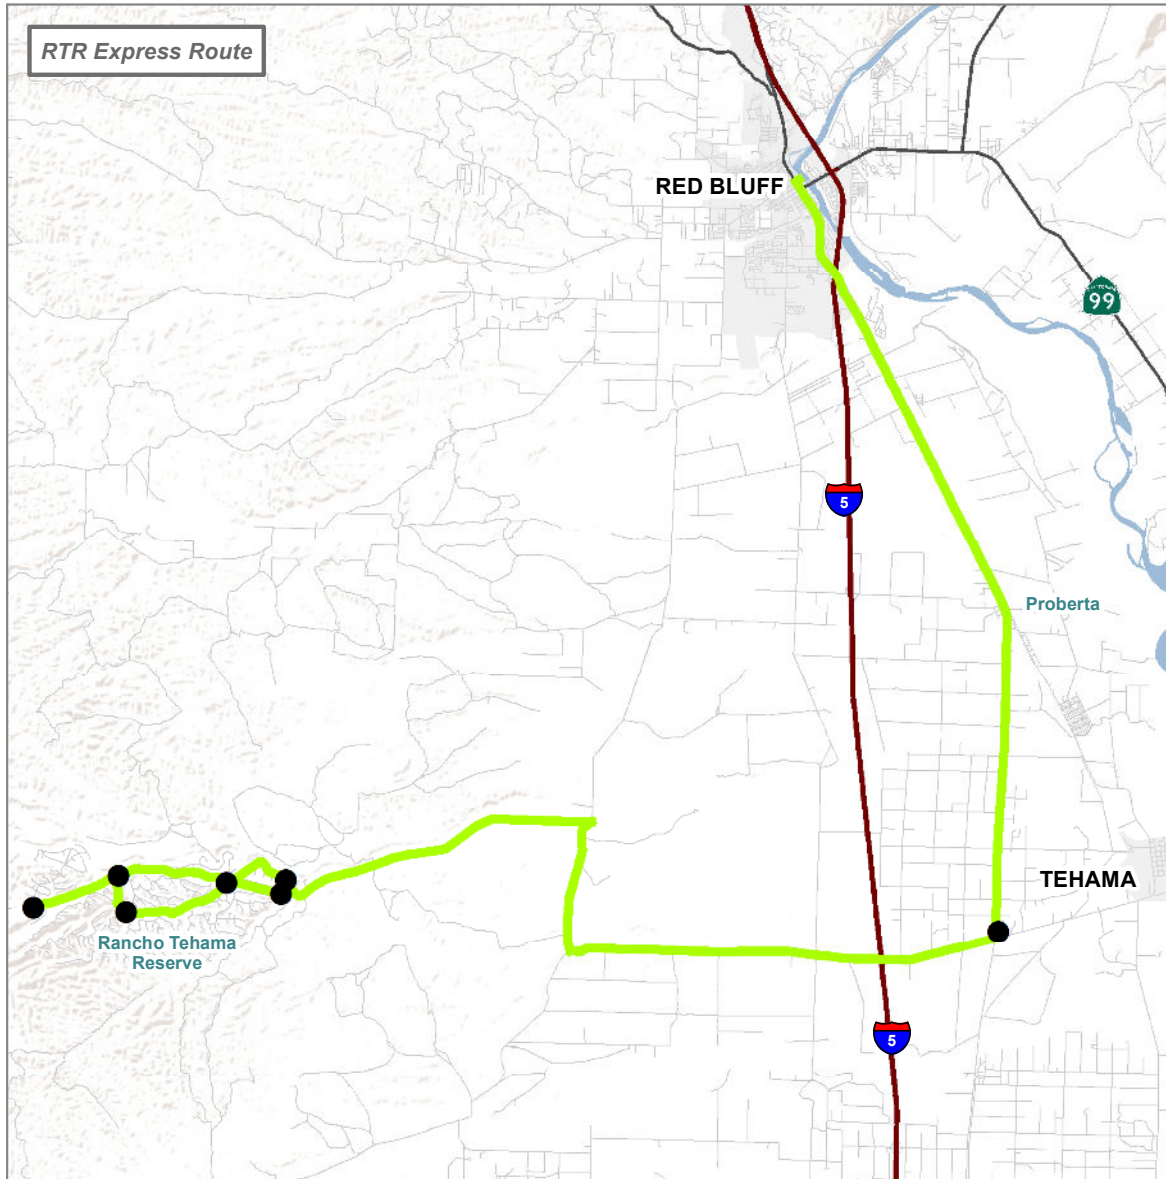 RTR Express Route
RED BLUFF
99
5
Proberta
TEHAMA
Rancho Tehama
Reserve
5